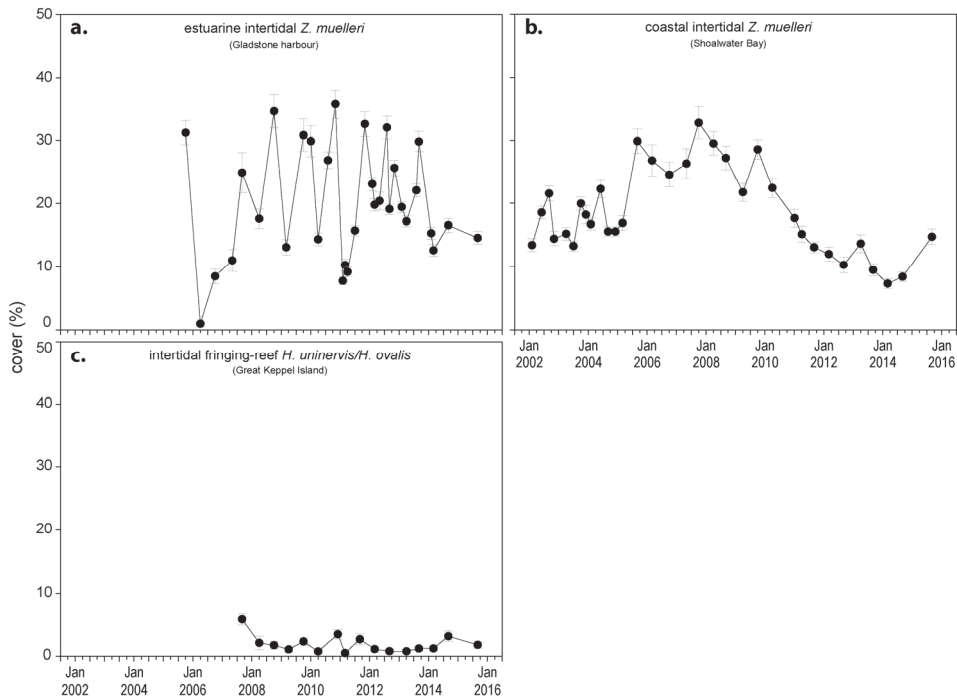 a.
estuarine intertidal Z. muelleri
(Gladstone harbour)
50
40
30
20
10
0
b.
coastal intertidal Z. muelleri
(Shoalwater Bay)
Jan Jan Jan Jan Jan Jan Jan Jan
2002 2004 2006 2008 2010 2012 2014 2016
cover (%)
c.
intertidal fringing-reef H. uninervis/H. ovalis
(Great Keppel Island)
50
40
30
20
10
0
Jan Jan Jan Jan Jan Jan Jan Jan
2002 2004 2006 2008 2010 2012 2014 2016